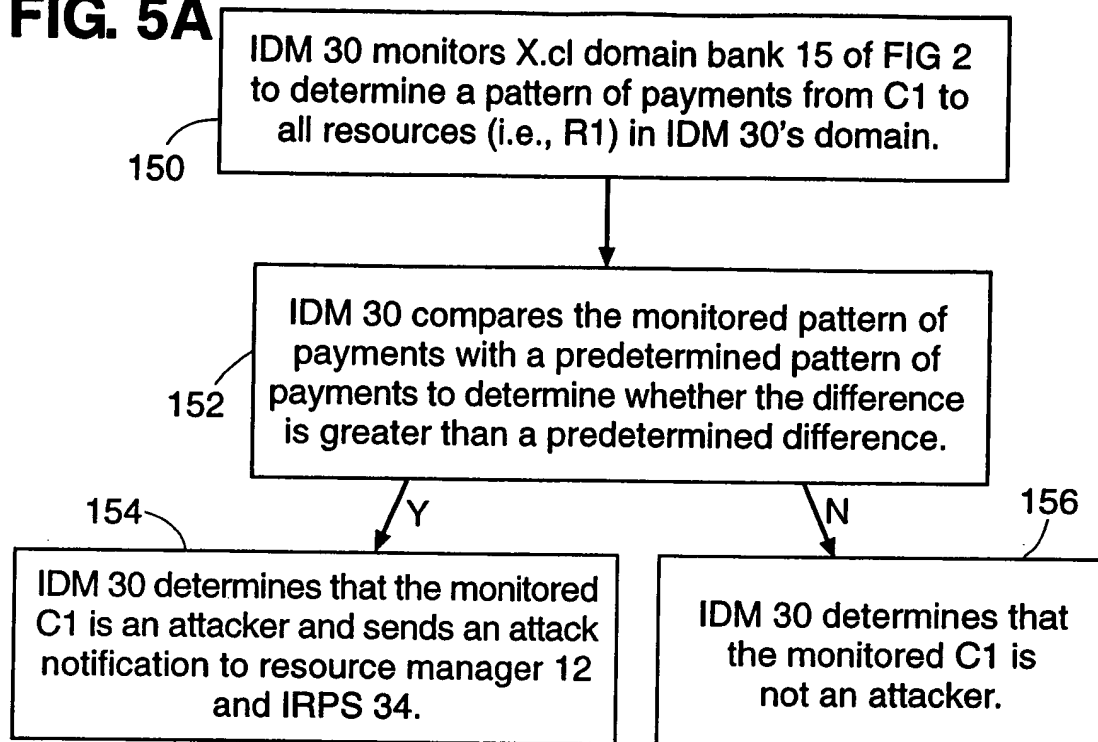 FIG. 5A
IDM 30 monitors X.cl domain bank 15 of FIG 2
to determine a pattern of payments from C1 to
all resources (i.e., R1) in IDM 30's domain.
150
IDM 30 compares the monitored pattern of
payments with a predetermined pattern of
payments to determine whether the difference
is greater than a predetermined difference.
152
Y
N
154
IDM 30 determines that the monitored
C1 is an attacker and sends an attack
notification to resource manager 12
and IRPS 34.
156
IDM 30 determines that
the monitored C1 is
not an attacker.